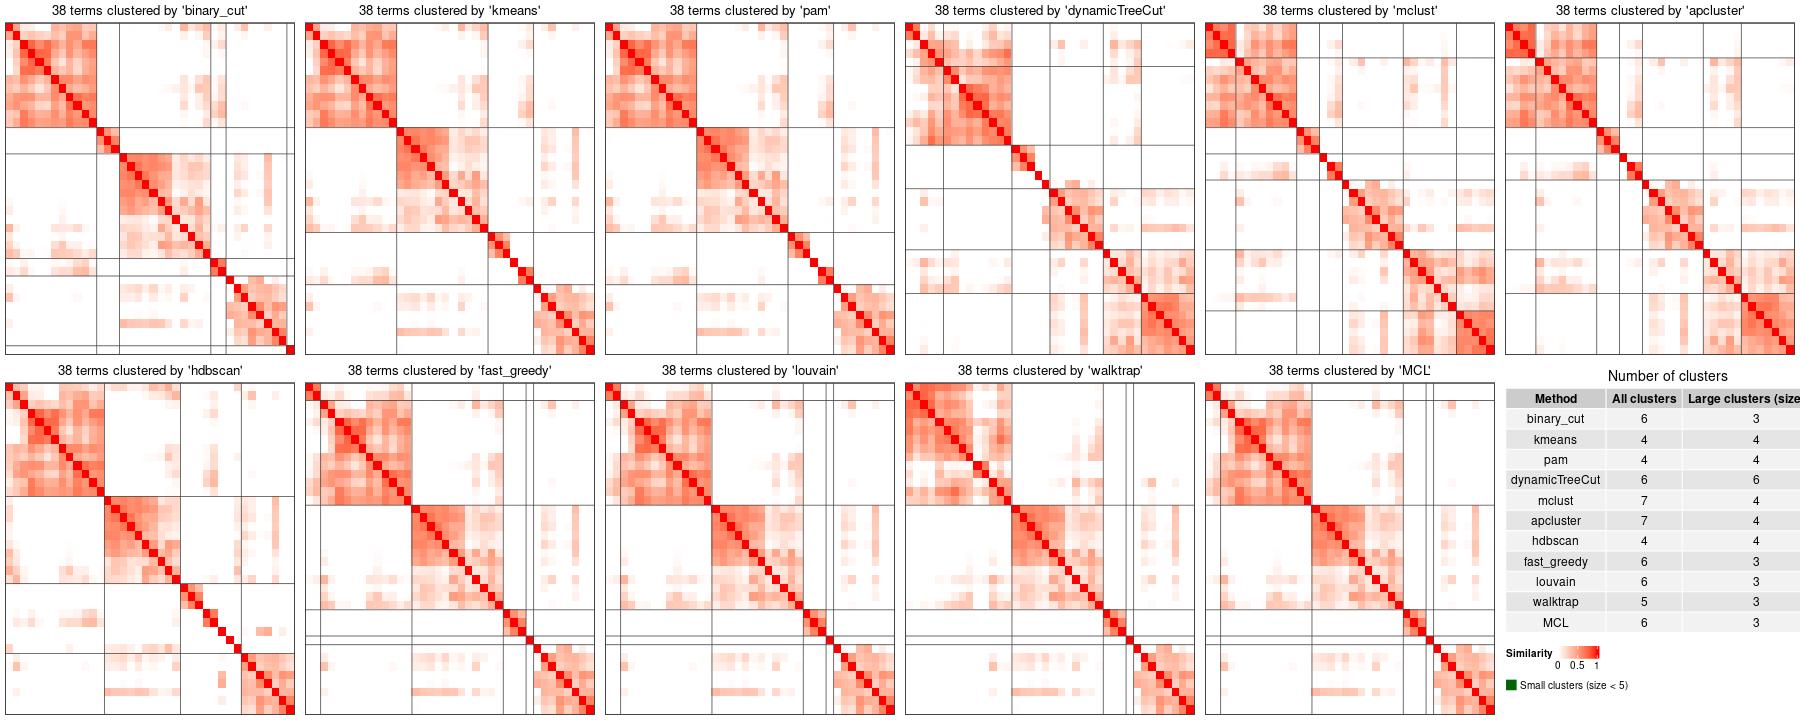 38 terms clustered by 'binary_cut'
38 terms clustered by 'kmeans'
38 terms clustered by 'pam'
38 terms clustered by 'dynamicTreeCut'
38 terms clustered by 'mclust'
38 terms clustered by 'apcluster'
38 terms clustered by 'hdbscan'
38 terms clustered by 'fast_greedy'
38 terms clustered by 'louvain'
38 terms clustered by 'walktrap'
38 terms clustered by 'MCL'
Number of clusters
Method All clusters Large clusters (size
binary_cut 6 3
kmeans 4 4
pam 4 4
dynamicTreeCut 6 6
mclust 7 4
apcluster 7 4
hdbscan 4 4
fast_greedy 6 3
louvain 6 3
walktrap 5 3
MCL 6 3
Similarity
0 0.5 1
Small clusters (size < 5)